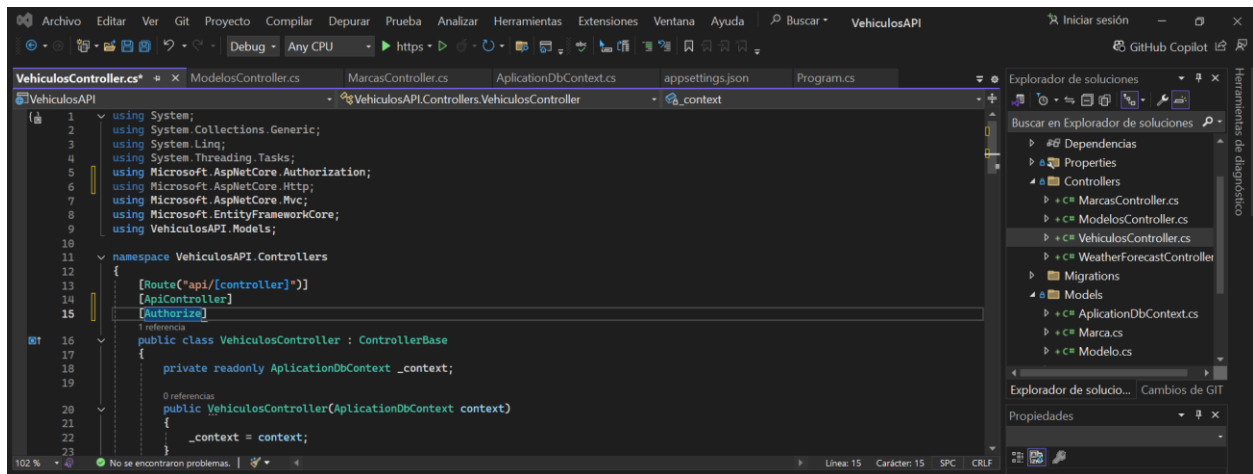 Archivo Editar Ver Git Proyecto Compilar Depurar Prueba Analizar Herramientas Extensiones Ventana Ayuda Buscar VehiculosAPI Iniciar sesión
Debug Any CPU https GitHub Copilot
VehiculosController.cs* ModelosController.cs MarcasController.cs AplicationDbContext.cs appsettings.json Program.cs
VehiculosAPI VehiculosAPI.Controllers.VehiculosController _context
1 using System;
2 using System.Collections.Generic;
3 using System.Linq;
4 using System.Threading.Tasks;
5 using Microsoft.AspNetCore.Authorization;
6 using Microsoft.AspNetCore.Http;
7 using Microsoft.AspNetCore.Mvc;
8 using Microsoft.EntityFrameworkCore;
9 using VehiculosAPI.Models;
10
11 namespace VehiculosAPI.Controllers
12 {
13 [Route("api/[controller]")]
14 [ApiController]
15 [Authorize]
1 referencia
16 public class VehiculosController : ControllerBase
17 {
18 private readonly AplicationDbContext _context;
19
0 referencias
20 public VehiculosController(AplicationDbContext context)
21 {
22 _context = context;
23 }
102 % No se encontraron problemas. Línea: 15 Carácter: 15 SPC CRLF
Explorador de soluciones
Buscar en Explorador de soluciones
Dependencias
Properties
Controllers
C# MarcasController.cs
C# ModelosController.cs
C# VehiculosController.cs
C# WeatherForecastController
Migrations
Models
C# AplicationDbContext.cs
C# Marca.cs
C# Modelo.cs
Explorador de solucio... Cambios de GIT
Propiedades
Herramientas de diagnóstico